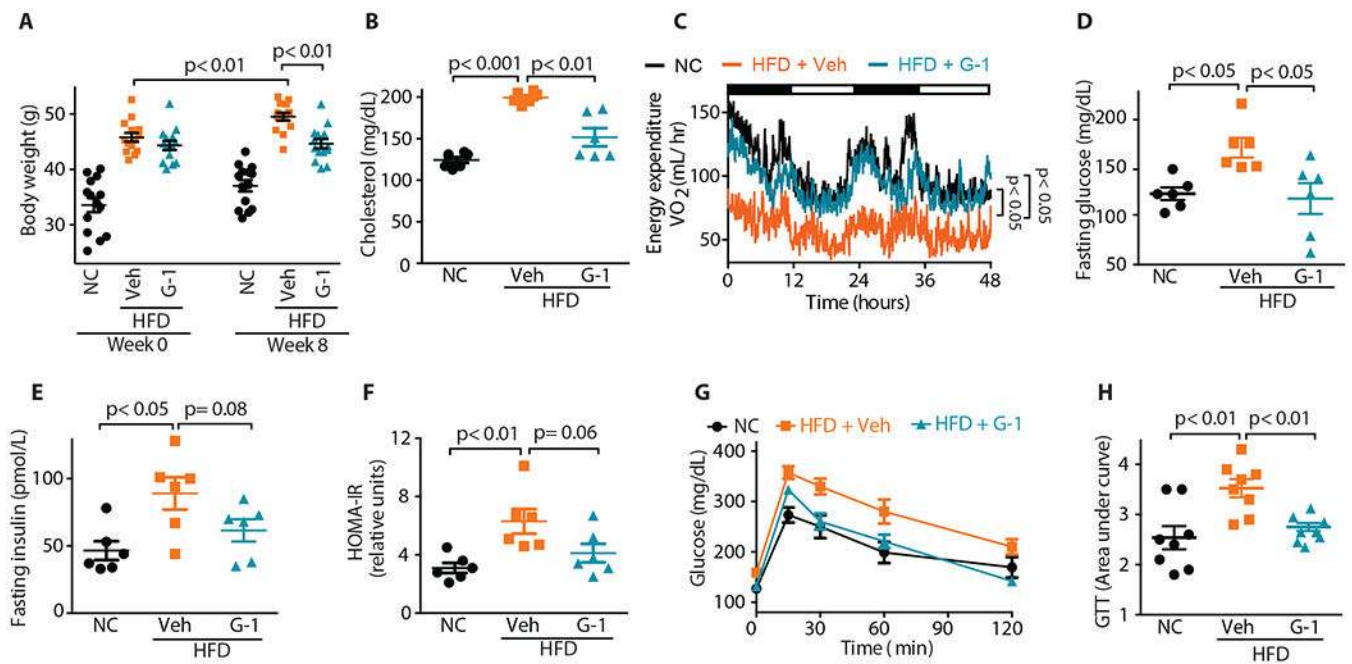 A
p< 0.01
p< 0.01
Body weight (g)
50
40
30
NC
Veh
G-1
NC
Veh
G-1
HFD
HFD
Week 0
Week 8
B
p< 0.001
p< 0.01
Cholesterol (mg/dL)
200
150
100
50
0
NC
Veh
G-1
HFD
C
NC
HFD + Veh
HFD + G-1
Energy expenditure
VO2(mL/ hr)
150
100
50
p< 0.05
p< 0.05
0
12
24
36
48
Time (hours)
D
p< 0.05
p< 0.05
Fasting glucose (mg/dL)
200
150
100
50
NC
Veh
G-1
HFD
E
p< 0.05
p= 0.08
Fasting insulin (pmol/L)
100
50
0
NC
Veh
G-1
HFD
F
p< 0.01
p= 0.06
HOMA-IR
(relative units)
12
8
4
0
NC
Veh
G-1
HFD
G
NC
HFD + Veh
HFD + G-1
Glucose (mg/dL)
400
300
200
100
0
30
60
90
120
Time ( min)
H
p< 0.01
p< 0.01
GTT (Area under curve)
4
3
2
1
NC
Veh
G-1
HFD